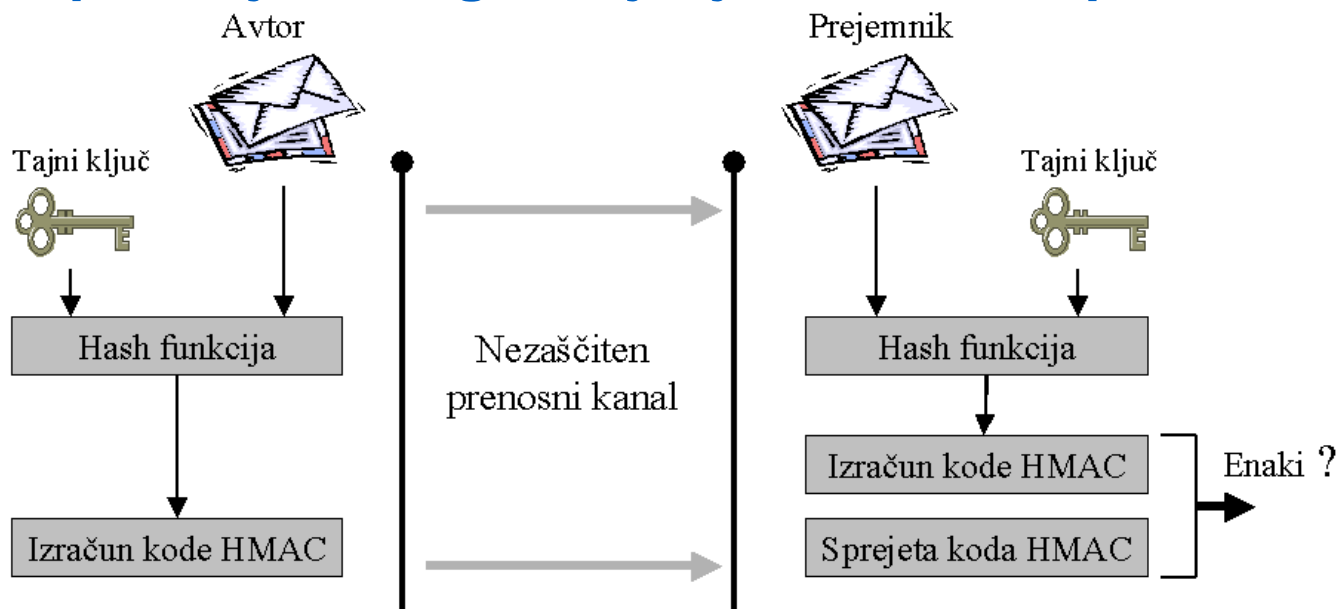 Avtor
Prejemnik
Tajni ključ
Tajni ključ
Hash funkcija
Nezaščiten
prenosni kanal
Hash funkcija
Izračun kode HMAC
Enaki ?
Izračun kode HMAC
Sprejeta koda HMAC